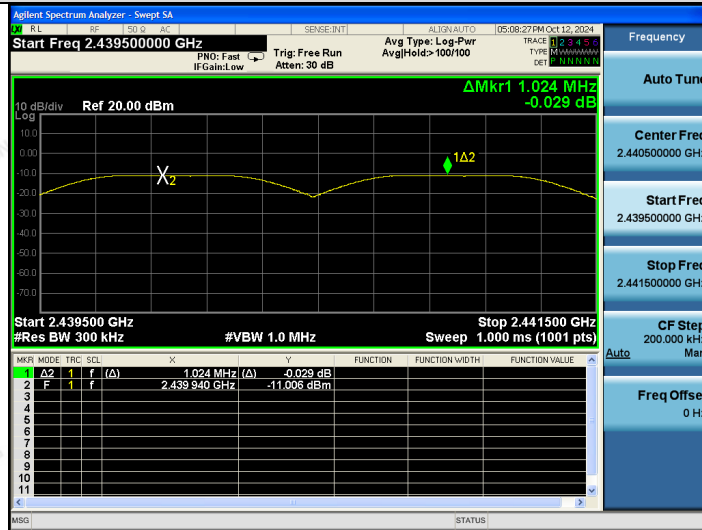 Agilent Spectrum Analyzer - Swept SA
LXI RL RF 50 Ω AC SENSE:INT ALIGNAUTO 05:08:27 PM Oct 12, 2024
Start Freq 2.439500000 GHz
PNO: Fast
IFGain:Low
Trig: Free Run
Atten: 30 dB
Avg Type: Log-Pwr
Avg|Hold:>100/100
TRACE 1 2 3 4 5 6
TYPE M
DET P N N N N N
ΔMkr1 1.024 MHz
-0.029 dB
10 dB/div Ref 20.00 dBm
Log
10.0
0.00
-10.0
-20.0
-30.0
-40.0
-50.0
-60.0
-70.0
X2
1Δ2
Start 2.439500 GHz Stop 2.441500 GHz
#Res BW 300 kHz #VBW 1.0 MHz Sweep 1.000 ms (1001 pts)
MKR MODE TRC SCL X Y FUNCTION FUNCTION WIDTH FUNCTION VALUE
1 Δ2 1 f (Δ) 1.024 MHz (Δ) -0.029 dB
2 F 1 f 2.439 940 GHz -11.006 dBm
3
4
5
6
7
8
9
10
11
MSG STATUS
Frequency
Auto Tune
Center Freq
2.440500000 GHz
Start Freq
2.439500000 GHz
Stop Freq
2.441500000 GHz
CF Step
200.000 kHz
Auto Man
Freq Offset
0 Hz